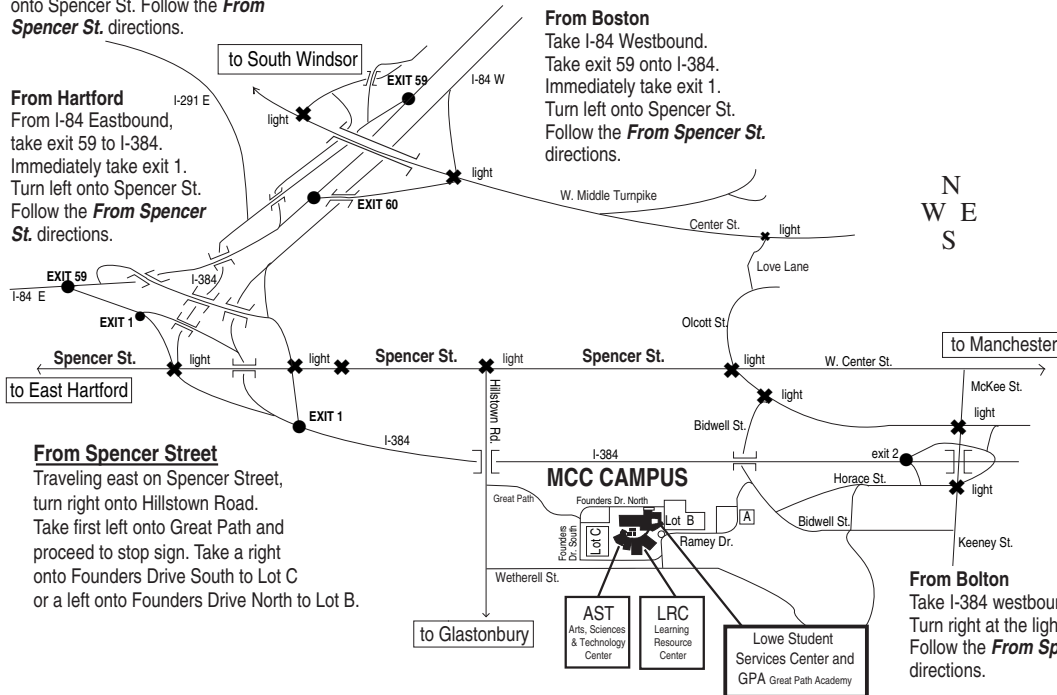 onto Spencer St. Follow the From
Spencer St. directions.
From Hartford
From I-84 Eastbound,
take exit 59 to I-384.
Immediately take exit 1.
Turn left onto Spencer St.
Follow the From Spencer
St. directions.
From Boston
Take I-84 Westbound.
Take exit 59 onto I-384.
Immediately take exit 1.
Turn left onto Spencer St.
Follow the From Spencer St.
directions.
to South Windsor
I-291 E
light
EXIT 59
I-84 W
light
EXIT 60
W. Middle Turnpike
Center St.
light
Love Lane
N
W E
S
EXIT 59
I-84 E
I-384
EXIT 1
Olcott St.
Spencer St.
light
light
Spencer St.
light
Spencer St.
light
W. Center St.
to Manchester
to East Hartford
McKee St.
Hillstown Rd.
light
light
EXIT 1
Bidwell St.
I-384
I-384
exit 2
Horace St.
light
From Spencer Street
Traveling east on Spencer Street,
turn right onto Hillstown Road.
Take first left onto Great Path and
proceed to stop sign. Take a right
onto Founders Drive South to Lot C
or a left onto Founders Drive North to Lot B.
MCC CAMPUS
Great Path
Founders Dr. North
Lot B
A
Bidwell St.
Founders
Dr. South
Lot C
Ramey Dr.
Keeney St.
Wetherell St.
to Glastonbury
AST
Arts, Sciences
& Technology
Center
LRC
Learning
Resource
Center
Lowe Student
Services Center and
GPA Great Path Academy
From Bolton
Take I-384 westbou
Turn right at the ligh
Follow the From Sp
directions.